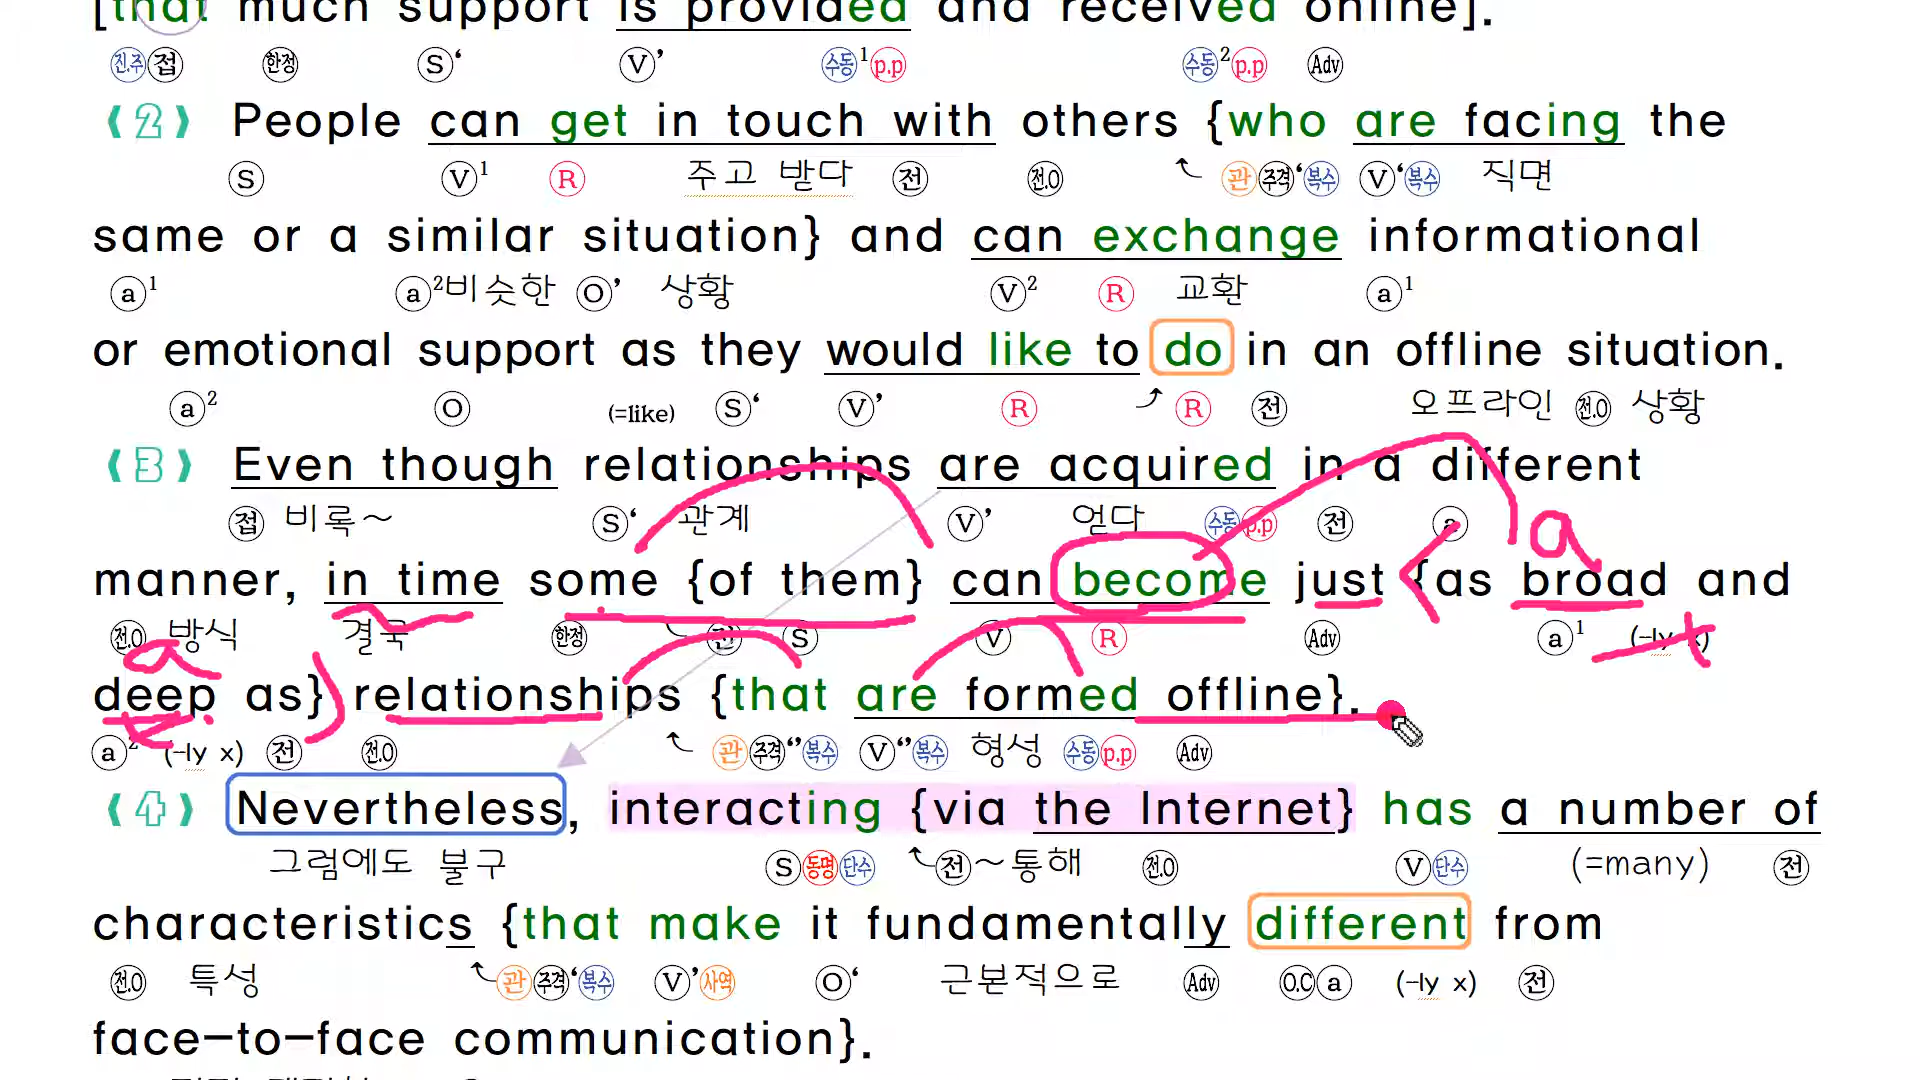 [that much support is provided and received online].
진.주 접 한정 S‘ V’ 수동 1 p.p 수동 2 p.p Adv
(2) People can get in touch with others {who are facing the
S V1 R 주고 받다 전 전.O 관 주격‘ 복수 V‘ 복수 직면
same or a similar situation} and can exchange informational
a1 a2 비슷한 O’ 상황 V2 R 교환 a1
or emotional support as they would like to do in an offline situation.
a2 O (=like) S‘ V’ R R 전 오프라인 전.O 상황
(3) Even though relationships are acquired in a different
접 비록~ S‘ 관계 V’ 얻다 수동 p.p 전 a
a
manner, in time some {of them} can become just {as broad and
전.O 방식 결국 한정 전 S V R Adv a1 (-ly x)
a
deep as} relationships {that are formed offline}.
a2 (-ly x) 전 전.O 관 주격‘’ 복수 V‘’ 복수 형성 수동 p.p Adv
(4) Nevertheless, interacting {via the Internet} has a number of
그럼에도 불구 S 동명 단수 전 ~통해 전.O V 단수 (=many) 전
characteristics {that make it fundamentally different from
전.O 특성 관 주격‘ 복수 V’ 사역 O‘ 근본적으로 Adv O.C a (-ly x) 전
face-to-face communication}.